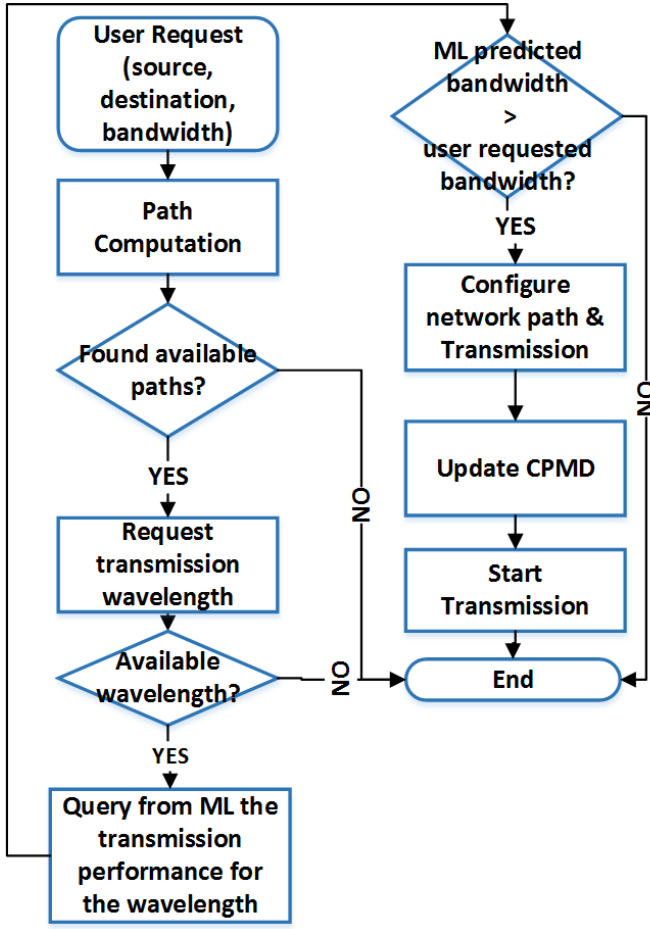 User Request
(source,
destination,
bandwidth)
Path
Computation
Found available
paths?
YES
NO
Request
transmission
wavelength
Available
wavelength?
NO
YES
Query from ML the
transmission
performance for
the wavelength
ML predicted
bandwidth
>
user requested
bandwidth?
YES
NO
Configure
network path &
Transmission
Update CPMD
Start
Transmission
End